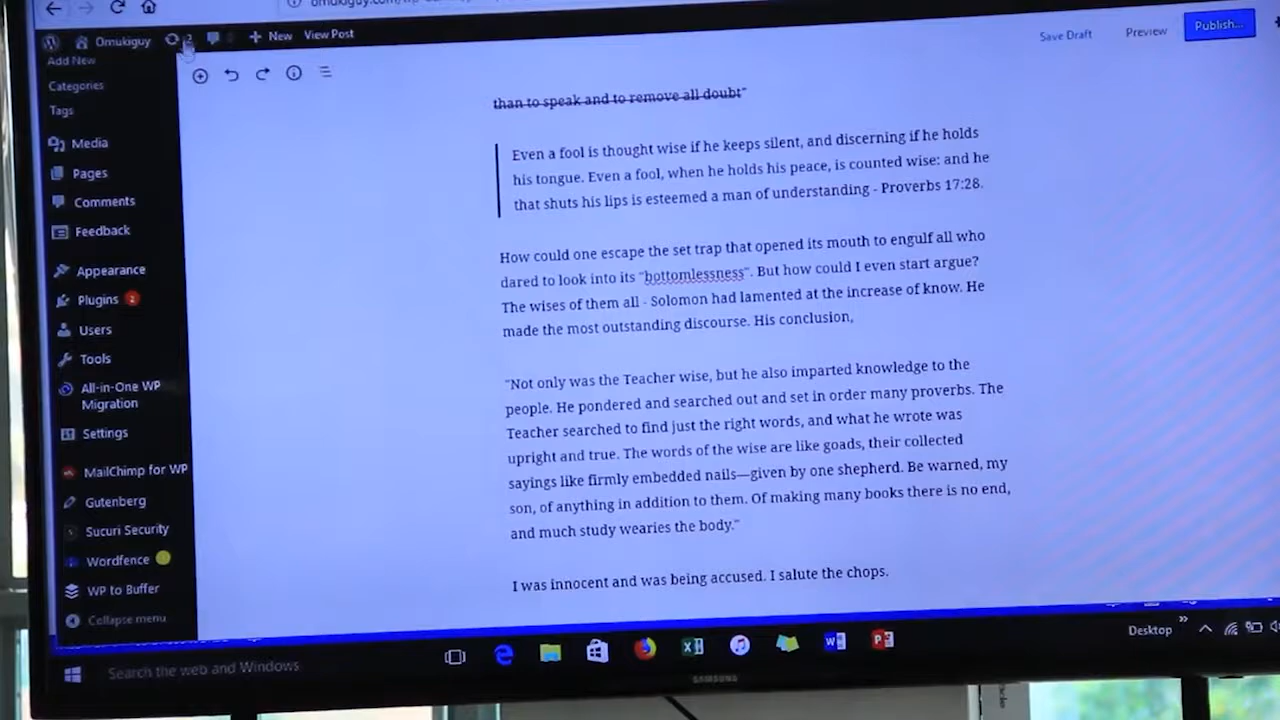 Omukiguy 2 New View Post
Save Draft Preview Publish...
Add New
Categories
Tags
Media
Pages
Comments
Feedback
Appearance
Plugins 2
Users
Tools
All-in-One WP
Migration
Settings
MailChimp for WP
Gutenberg
Sucuri Security
Wordfence
WP to Buffer
Collapse menu
than to speak and to remove all doubt"
Even a fool is thought wise if he keeps silent, and discerning if he holds
his tongue. Even a fool, when he holds his peace, is counted wise: and he
that shuts his lips is esteemed a man of understanding - Proverbs 17:28.
How could one escape the set trap that opened its mouth to engulf all who
dared to look into its "bottomlessness". But how could I even start argue?
The wises of them all - Solomon had lamented at the increase of know. He
made the most outstanding discourse. His conclusion,
"Not only was the Teacher wise, but he also imparted knowledge to the
people. He pondered and searched out and set in order many proverbs. The
Teacher searched to find just the right words, and what he wrote was
upright and true. The words of the wise are like goads, their collected
sayings like firmly embedded nails—given by one shepherd. Be warned, my
son, of anything in addition to them. Of making many books there is no end,
and much study wearies the body."
I was innocent and was being accused. I salute the chops.
Search the web and Windows
Desktop
SAMSUNG